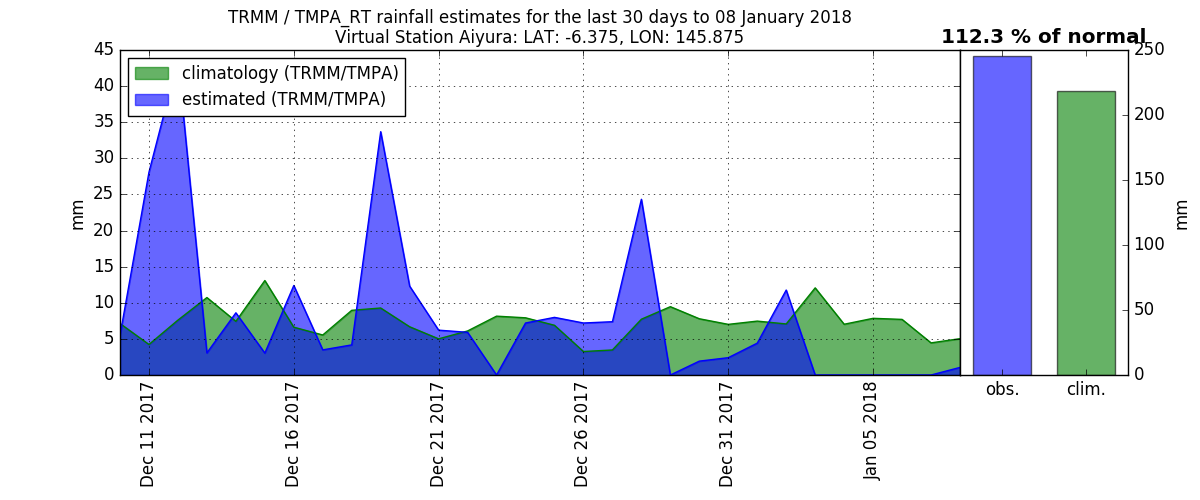 TRMM / TMPA_RT rainfall estimates for the last 30 days to 08 January 2018
Virtual Station Aiyura: LAT: -6.375, LON: 145.875
112.3 % of normal
climatology (TRMM/TMPA)
estimated (TRMM/TMPA)
mm
45
40
35
30
25
20
15
10
5
0
Dec 11 2017
Dec 16 2017
Dec 21 2017
Dec 26 2017
Dec 31 2017
Jan 05 2018
250
200
150
100
50
0
mm
obs.
clim.